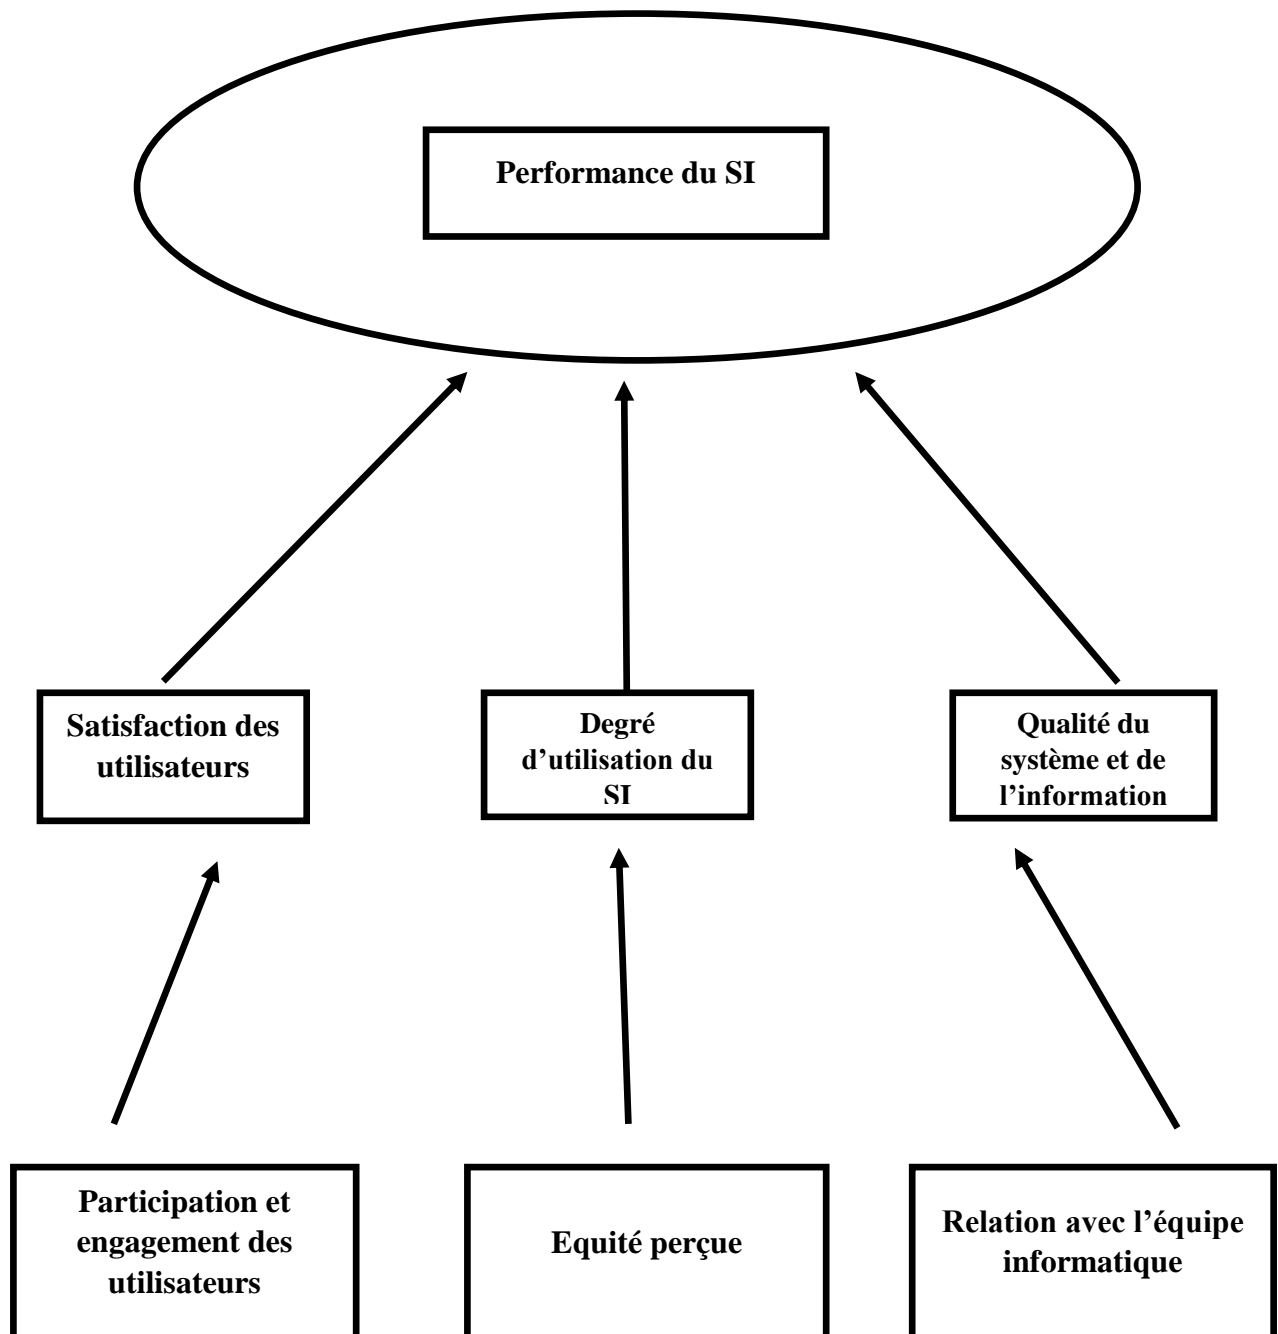 Performance du SI
Satisfaction des
utilisateurs
Degré
d’utilisation du
SI
Qualité du
système et de
l’information
Participation et
engagement des
utilisateurs
Equité perçue
Relation avec l’équipe
informatique